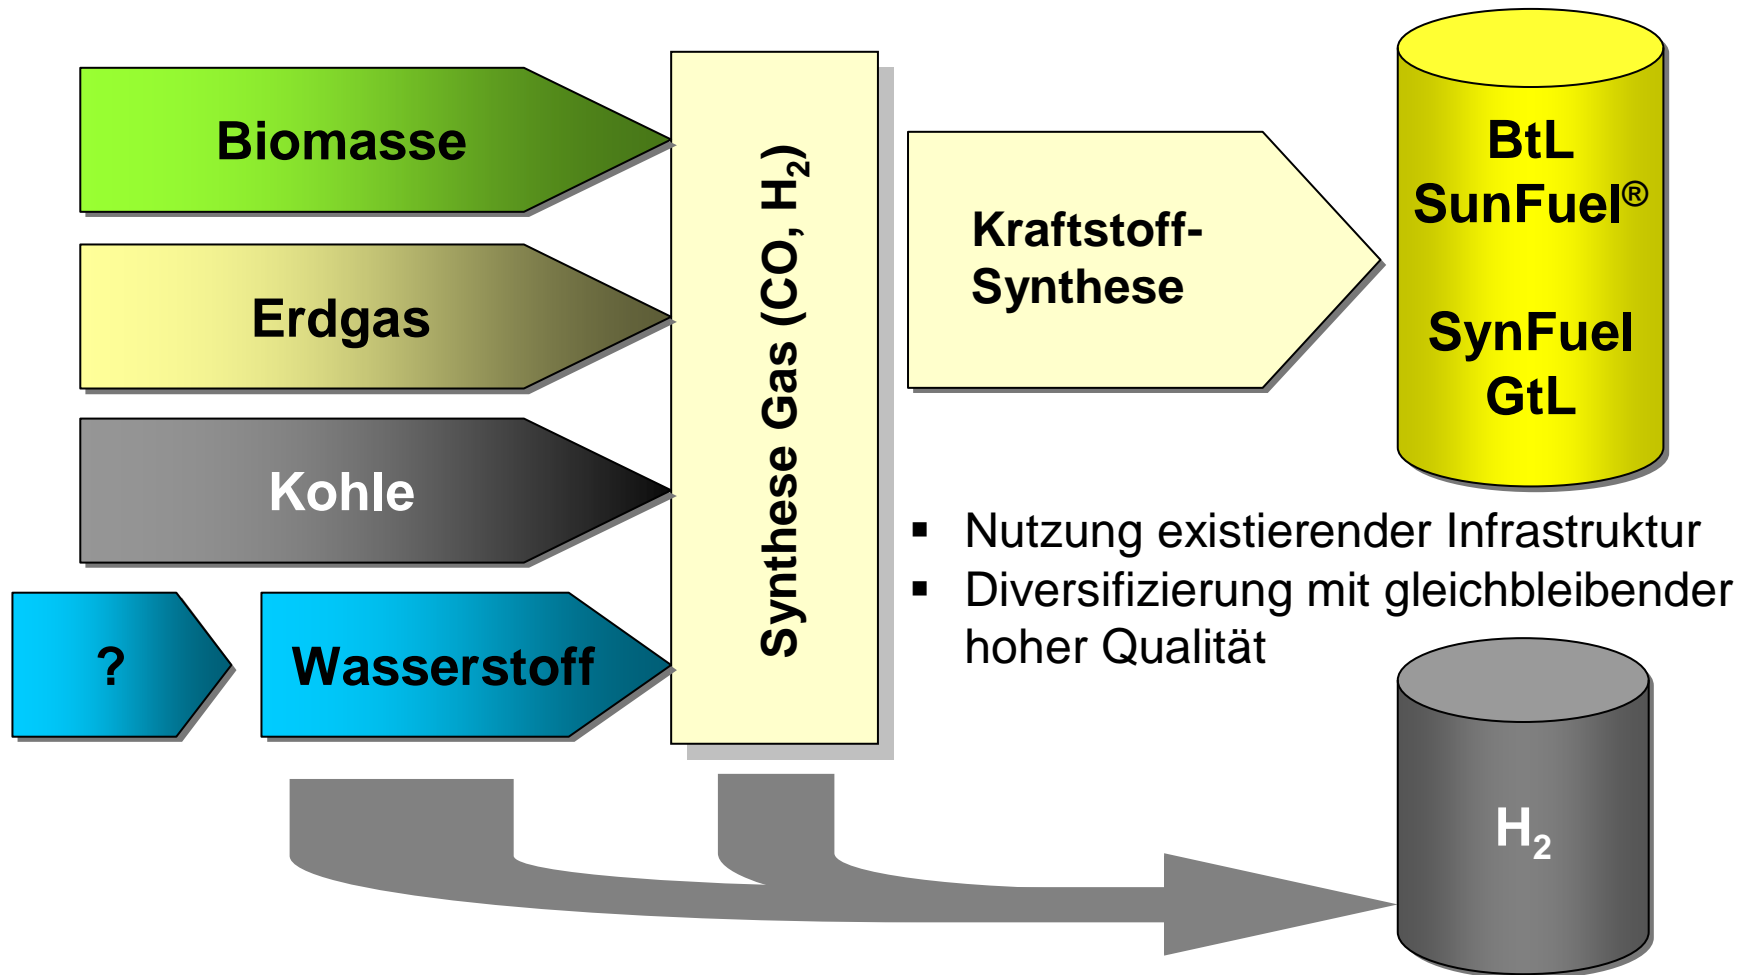 Biomasse
Erdgas
Kohle
?
Wasserstoff
Synthese Gas (CO, H₂)
Kraftstoff-
Synthese
BtL
SunFuel®
SynFuel
GtL
▪ Nutzung existierender Infrastruktur
▪ Diversifizierung mit gleichbleibender
hoher Qualität
H₂